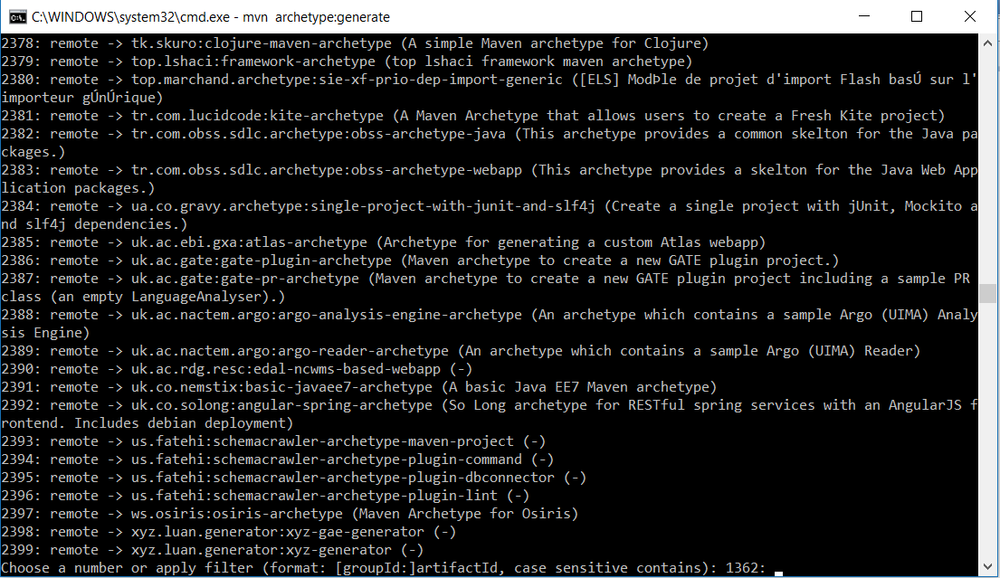 C:\WINDOWS\system32\cmd.exe - mvn  archetype:generate
2378: remote -> tk.skuro:clojure-maven-archetype (A simple Maven archetype for Clojure)
2379: remote -> top.lshaci:framework-archetype (top lshaci framework maven archetype)
2380: remote -> top.marchand.archetype:sie-xf-prio-dep-import-generic ([ELS] ModÞle de projet d'import Flash basÚ sur l'
importeur gÚnÚrique)
2381: remote -> tr.com.lucidcode:kite-archetype (A Maven Archetype that allows users to create a Fresh Kite project)
2382: remote -> tr.com.obss.sdlc.archetype:obss-archetype-java (This archetype provides a common skelton for the Java pa
ckages.)
2383: remote -> tr.com.obss.sdlc.archetype:obss-archetype-webapp (This archetype provides a skelton for the Java Web App
lication packages.)
2384: remote -> ua.co.gravy.archetype:single-project-with-junit-and-slf4j (Create a single project with jUnit, Mockito a
nd slf4j dependencies.)
2385: remote -> uk.ac.ebi.gxa:atlas-archetype (Archetype for generating a custom Atlas webapp)
2386: remote -> uk.ac.gate:gate-plugin-archetype (Maven archetype to create a new GATE plugin project.)
2387: remote -> uk.ac.gate:gate-pr-archetype (Maven archetype to create a new GATE plugin project including a sample PR
class (an empty LanguageAnalyser).)
2388: remote -> uk.ac.nactem.argo:argo-analysis-engine-archetype (An archetype which contains a sample Argo (UIMA) Analy
sis Engine)
2389: remote -> uk.ac.nactem.argo:argo-reader-archetype (An archetype which contains a sample Argo (UIMA) Reader)
2390: remote -> uk.ac.rdg.resc:edal-ncwms-based-webapp (-)
2391: remote -> uk.co.nemstix:basic-javaee7-archetype (A basic Java EE7 Maven archetype)
2392: remote -> uk.co.solong:angular-spring-archetype (So Long archetype for RESTful spring services with an AngularJS f
rontend. Includes debian deployment)
2393: remote -> us.fatehi:schemacrawler-archetype-maven-project (-)
2394: remote -> us.fatehi:schemacrawler-archetype-plugin-command (-)
2395: remote -> us.fatehi:schemacrawler-archetype-plugin-dbconnector (-)
2396: remote -> us.fatehi:schemacrawler-archetype-plugin-lint (-)
2397: remote -> ws.osiris:osiris-archetype (Maven Archetype for Osiris)
2398: remote -> xyz.luan.generator:xyz-gae-generator (-)
2399: remote -> xyz.luan.generator:xyz-generator (-)
Choose a number or apply filter (format: [groupId:]artifactId, case sensitive contains): 1362: